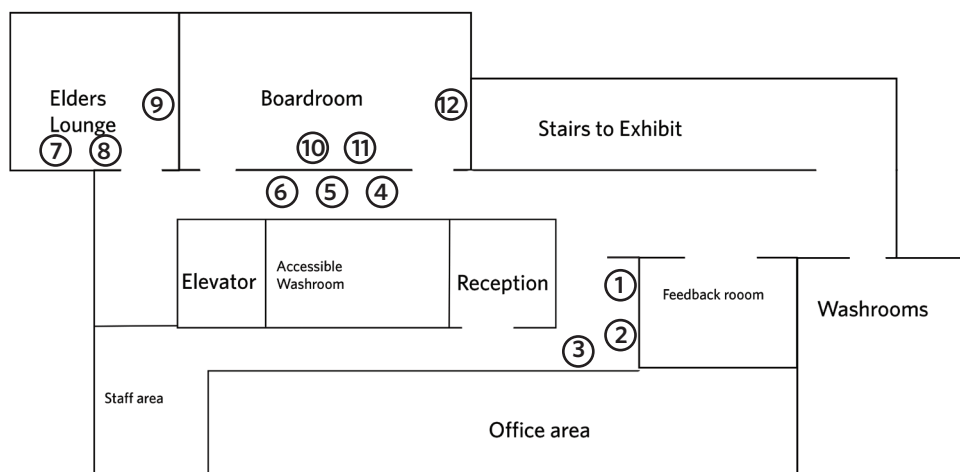 Elders
Lounge
9
Boardroom
12
Stairs to Exhibit
7
8
10
11
6
5
4
Elevator
Accessible
Washroom
Reception
1
Feedback rooom
Washrooms
2
3
Staff area
Office area